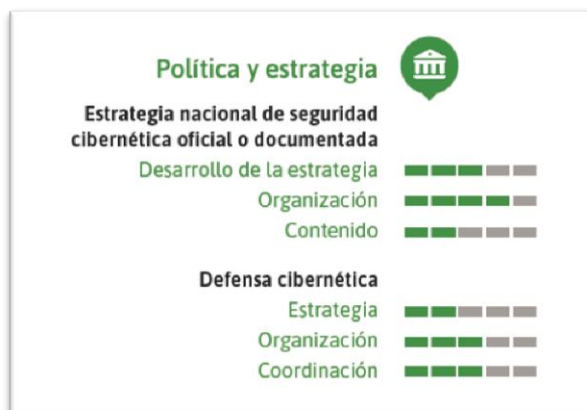 Política y estrategia
Estrategia nacional de seguridad
cibernética oficial o documentada
Desarrollo de la estrategia
Organización
Contenido
Defensa cibernética
Estrategia
Organización
Coordinación